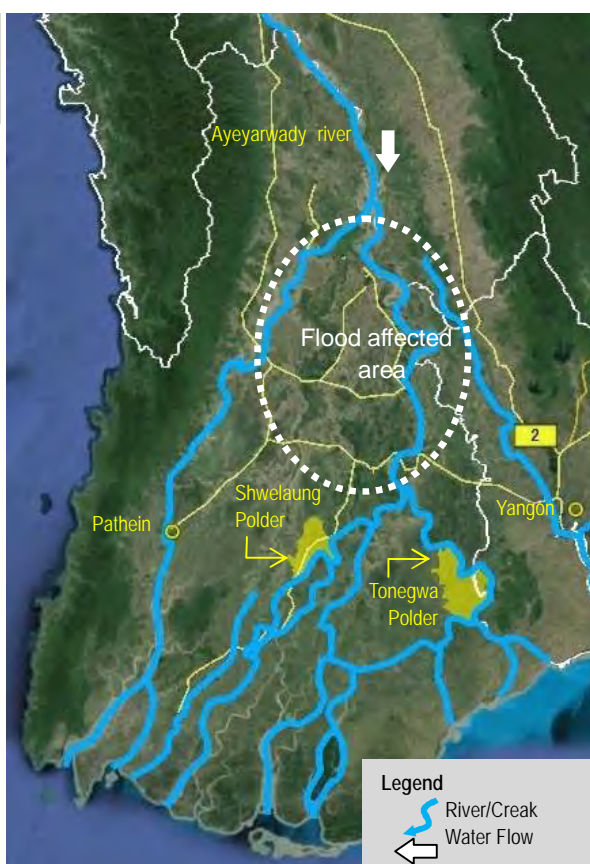 Ayeyarwady river
Flood affected
area
2
Shwelaung
Polder
Yangon
Pathein
Tonegwa
Polder
Legend
River/Creak
Water Flow